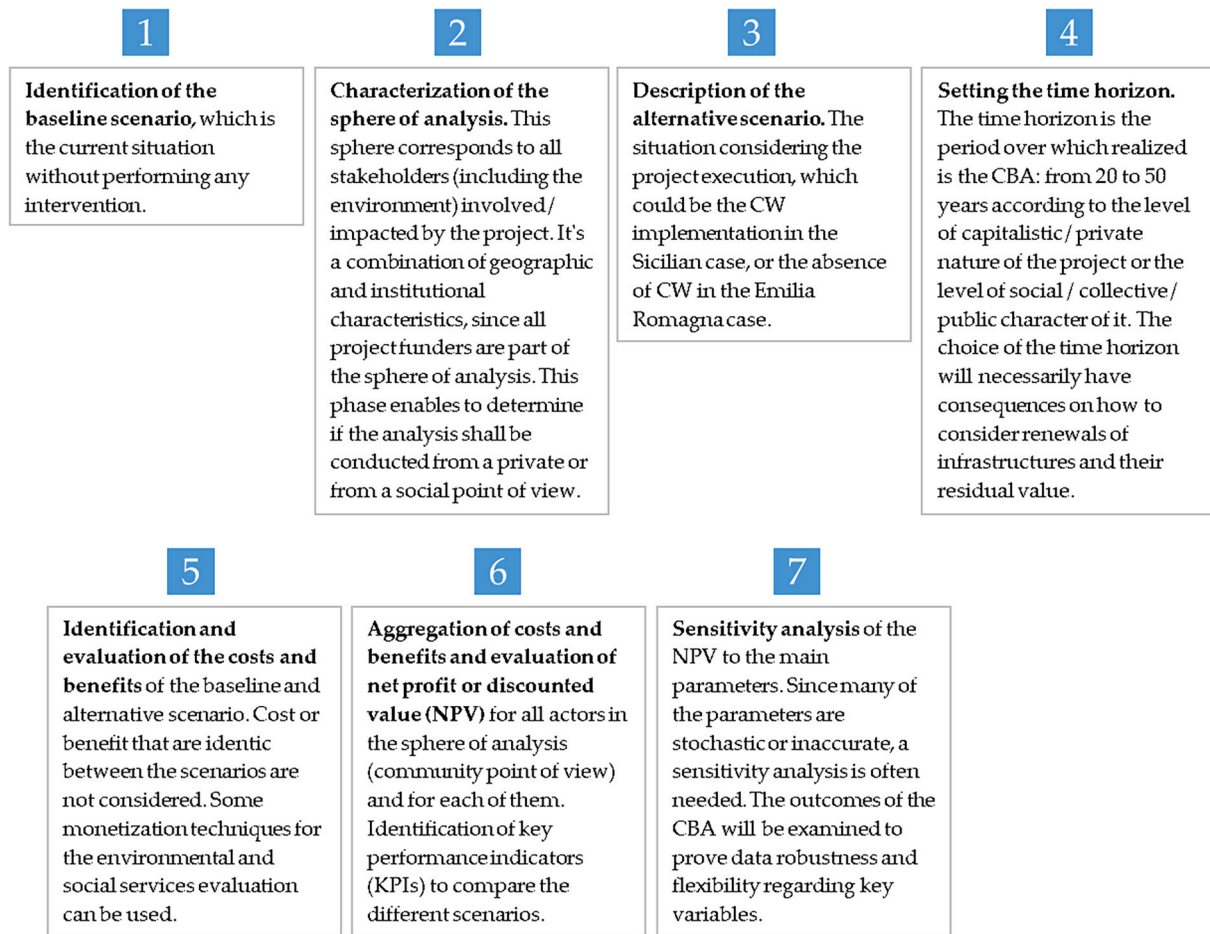 1
Identification of the
baseline scenario, which is
the current situation
without performing any
intervention.
2
Characterization of the
sphere of analysis. This
sphere corresponds to all
stakeholders (including the
environment) involved/
impacted by the project. It's
a combination of geographic
and institutional
characteristics, since all
project funders are part of
the sphere of analysis. This
phase enables to determine
if the analysis shall be
conducted from a private or
from a social point of view.
3
Description of the
alternative scenario. The
situation considering the
project execution, which
could be the CW
implementation in the
Sicilian case, or the absence
of CW in the Emilia
Romagna case.
4
Setting the time horizon.
The time horizon is the
period over which realized
is the CBA: from 20 to 50
years according to the level
of capitalistic/ private
nature of the project or the
level of social / collective/
public character of it. The
choice of the time horizon
will necessarily have
consequences on how to
consider renewals of
infrastructures and their
residual value.
5
Identification and
evaluation of the costs and
benefits of the baseline and
alternative scenario. Cost or
benefit that are identic
between the scenarios are
not considered. Some
monetization techniques for
the environmental and
social services evaluation
can be used.
6
Aggregation of costs and
benefits and evaluation of
net profit or discounted
value (NPV) for all actors in
the sphere of analysis
(community point of view)
and for each of them.
Identification of key
performance indicators
(KPIs) to compare the
different scenarios.
7
Sensitivity analysis of the
NPV to the main
parameters. Since many of
the parameters are
stochastic or inaccurate, a
sensitivity analysis is often
needed. The outcomes of the
CBA will be examined to
prove data robustness and
flexibility regarding key
variables.